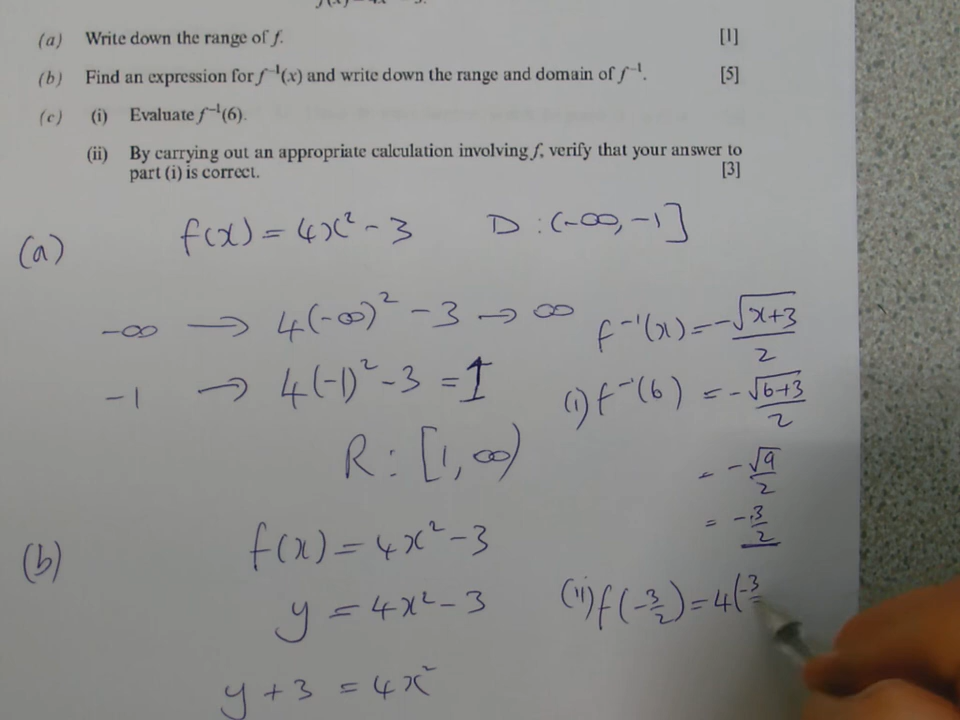 (a) Write down the range of f. [1]
(b) Find an expression for f⁻¹(x) and write down the range and domain of f⁻¹. [5]
(c) (i) Evaluate f⁻¹(6).
(ii) By carrying out an appropriate calculation involving f, verify that your answer to
part (i) is correct. [3]
(a) f(x) = 4x² - 3 D : (-∞, -1]
-∞ → 4(-∞)² - 3 → ∞
-1 → 4(-1)² - 3 = 1
R : [1, ∞)
(b) f(x) = 4x² - 3
y = 4x² - 3
y + 3 = 4x²
f⁻¹(x) = -√(x+3)/2
(i) f⁻¹(6) = -√(6+3)/2
= -√9/2
= -3/2
(ii) f(-3/2) = 4(-3